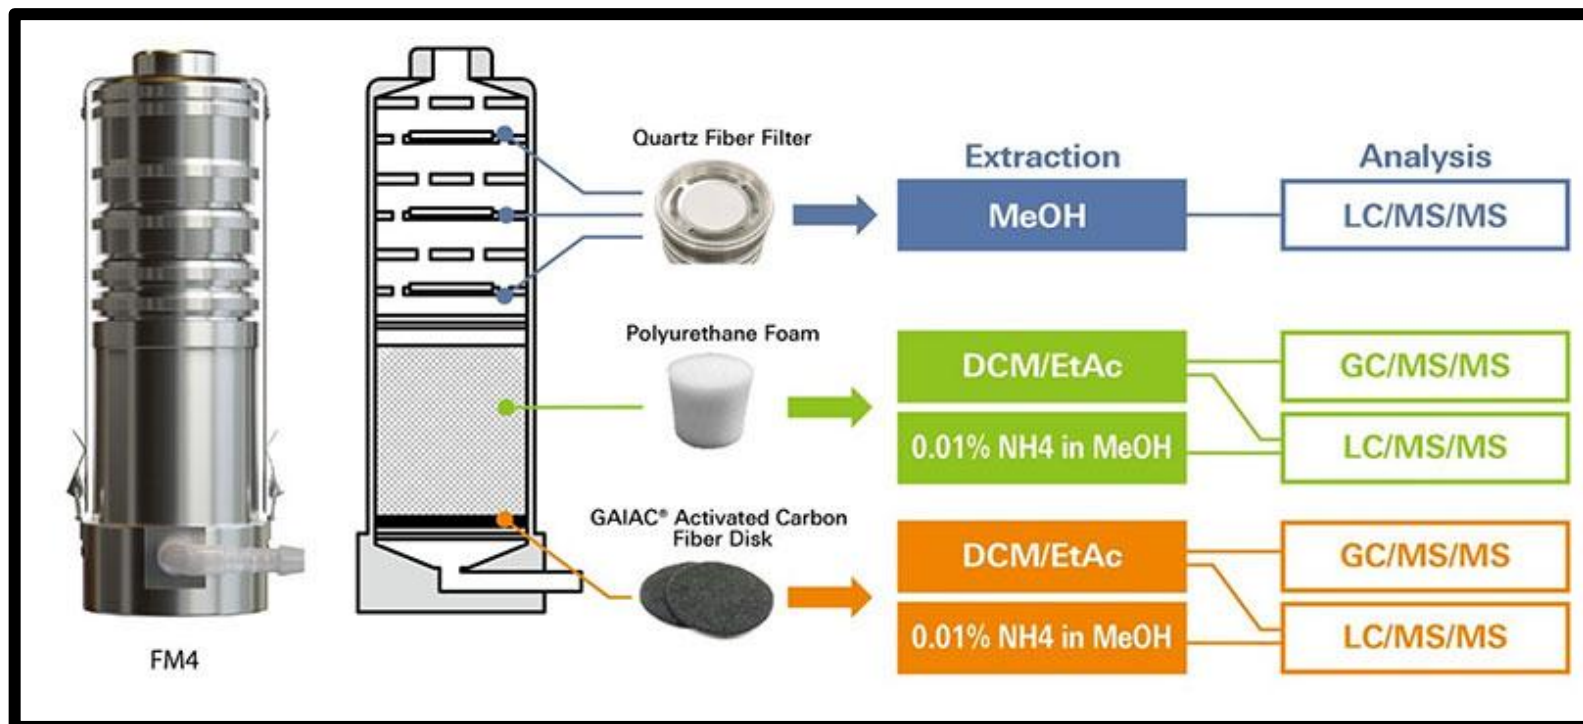 FM4
Quartz Fiber Filter
Polyurethane Foam
GAIAC® Activated Carbon
Fiber Disk
Extraction
Analysis
MeOH
LC/MS/MS
DCM/EtAc
GC/MS/MS
0.01% NH4 in MeOH
LC/MS/MS
DCM/EtAc
GC/MS/MS
0.01% NH4 in MeOH
LC/MS/MS